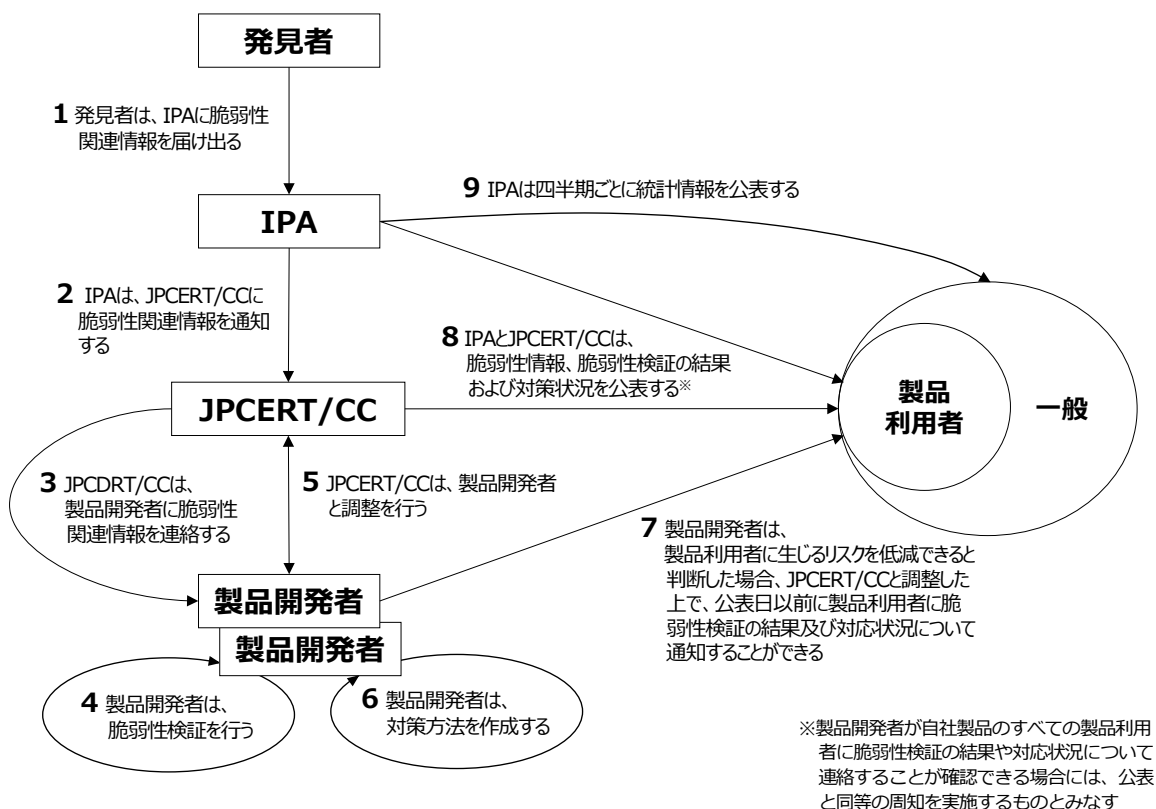 発見者
1 発見者は、IPAに脆弱性
関連情報を届け出る
9 IPAは四半期ごとに統計情報を公表する
IPA
2 IPAは、JPCERT/CCに
脆弱性関連情報を通知
する
8 IPAとJPCERT/CCは、
脆弱性情報、脆弱性検証の結果
および対策状況を公表する※
JPCERT/CC
製品
利用者
一般
3 JPCDRT/CCは、
製品開発者に脆弱性
関連情報を連絡する
5 JPCERT/CCは、製品開発者
と調整を行う
7 製品開発者は、
製品利用者に生じるリスクを低減できると
判断した場合、JPCERT/CCと調整した
上で、公表日以前に製品利用者に脆
弱性検証の結果及び対応状況について
通知することができる
製品開発者
製品開発者
4 製品開発者は、
脆弱性検証を行う
6 製品開発者は、
対策方法を作成する
※製品開発者が自社製品のすべての製品利用
者に脆弱性検証の結果や対応状況について
連絡することが確認できる場合には、公表
と同等の周知を実施するものとみなす